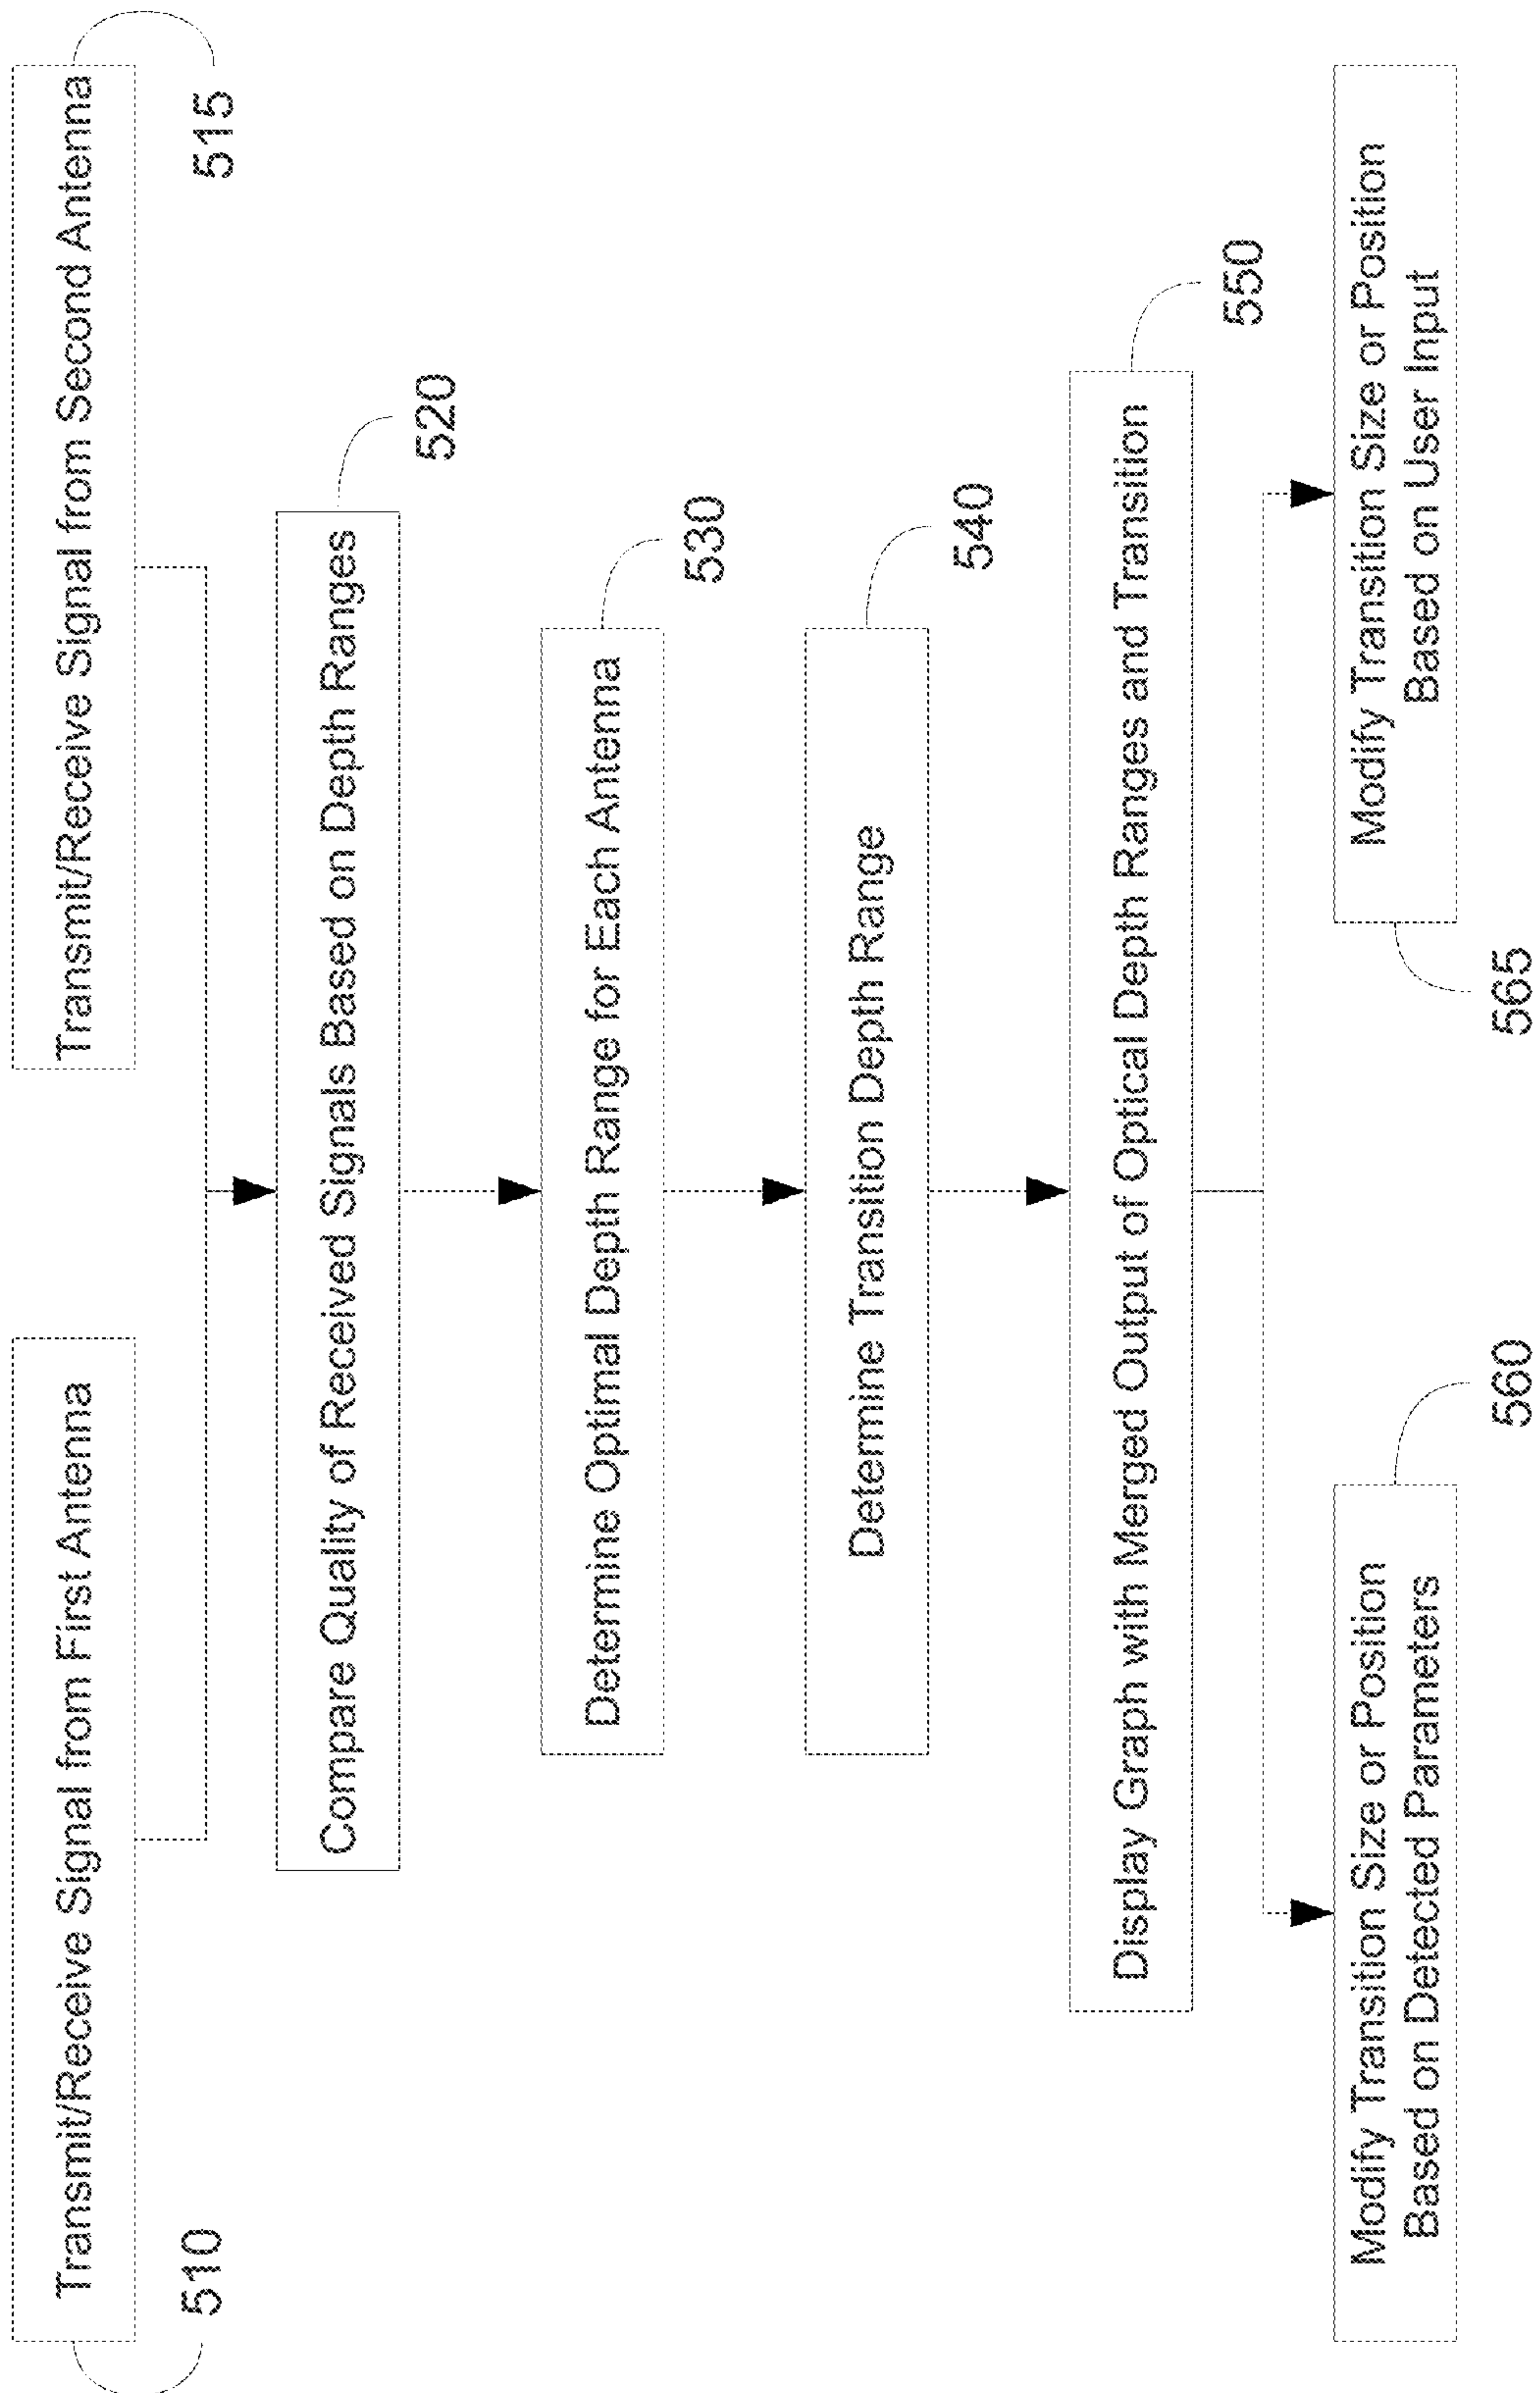 Transmit/Receive Signal from First Antenna
510
Transmit/Receive Signal from Second Antenna
515
Compare Quality of Received Signals Based on Depth Ranges
520
Determine Optimal Depth Range for Each Antenna
530
Determine Transition Depth Range
540
Display Graph with Merged Output of Optical Depth Ranges and Transition
550
Modify Transition Size or Position
Based on Detected Parameters
560
Modify Transition Size or Position
Based on User Input
565